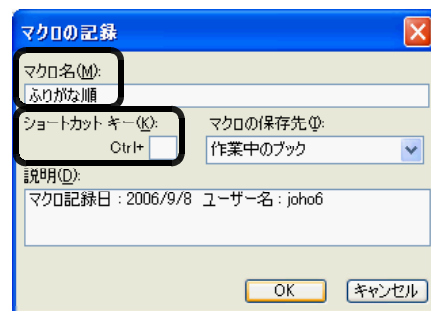 マクロの記録
マクロ名(M):
ふりがな順
ショートカット キー(K): マクロの保存先(I):
Ctrl+ 作業中のブック
説明(D):
マクロ記録日 : 2006/9/8 ユーザー名 : joho6
OK キャンセル